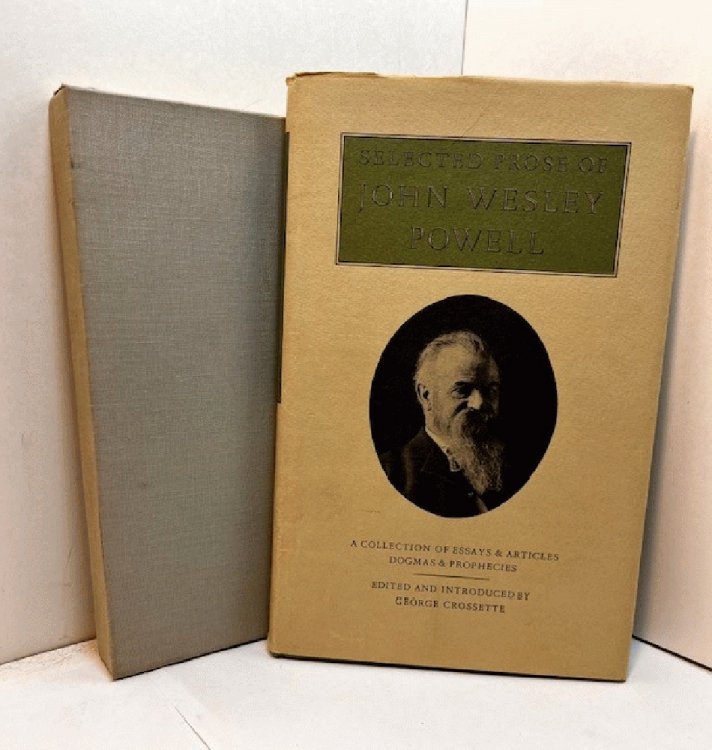 SELECTED PROSE OF
JOHN WESLEY
POWELL
A COLLECTION OF ESSAYS & ARTICLES
DOGMAS & PROPHECIES
EDITED AND INTRODUCED BY
GEORGE CROSSETTE